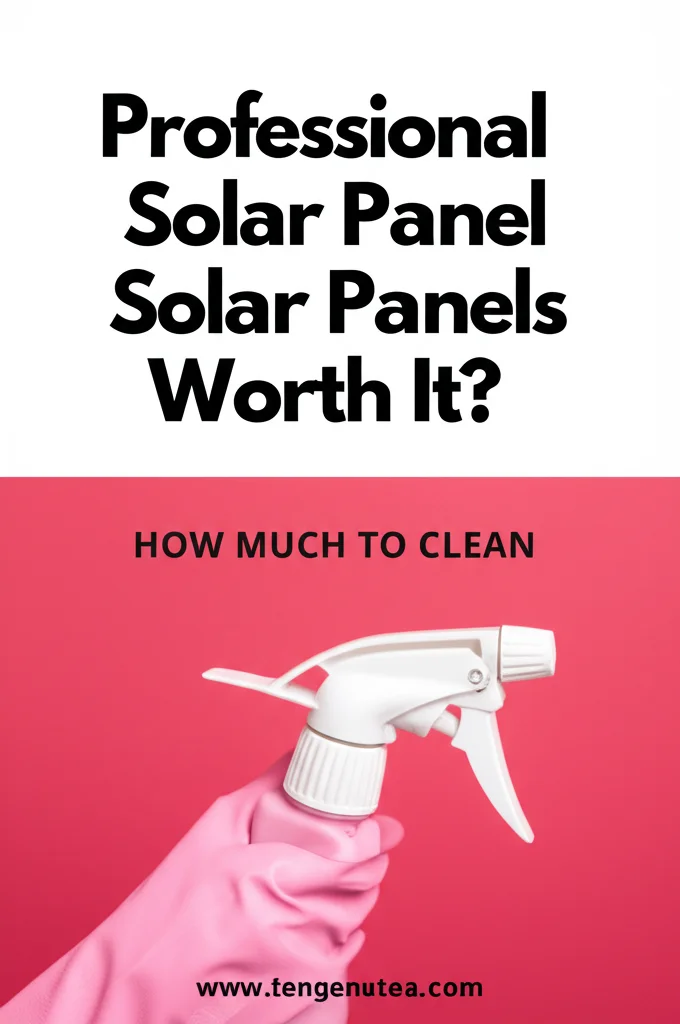 Professional
Solar Panel
Solar Panels
Worth It?
HOW MUCH TO CLEAN
www.tengenutea.com